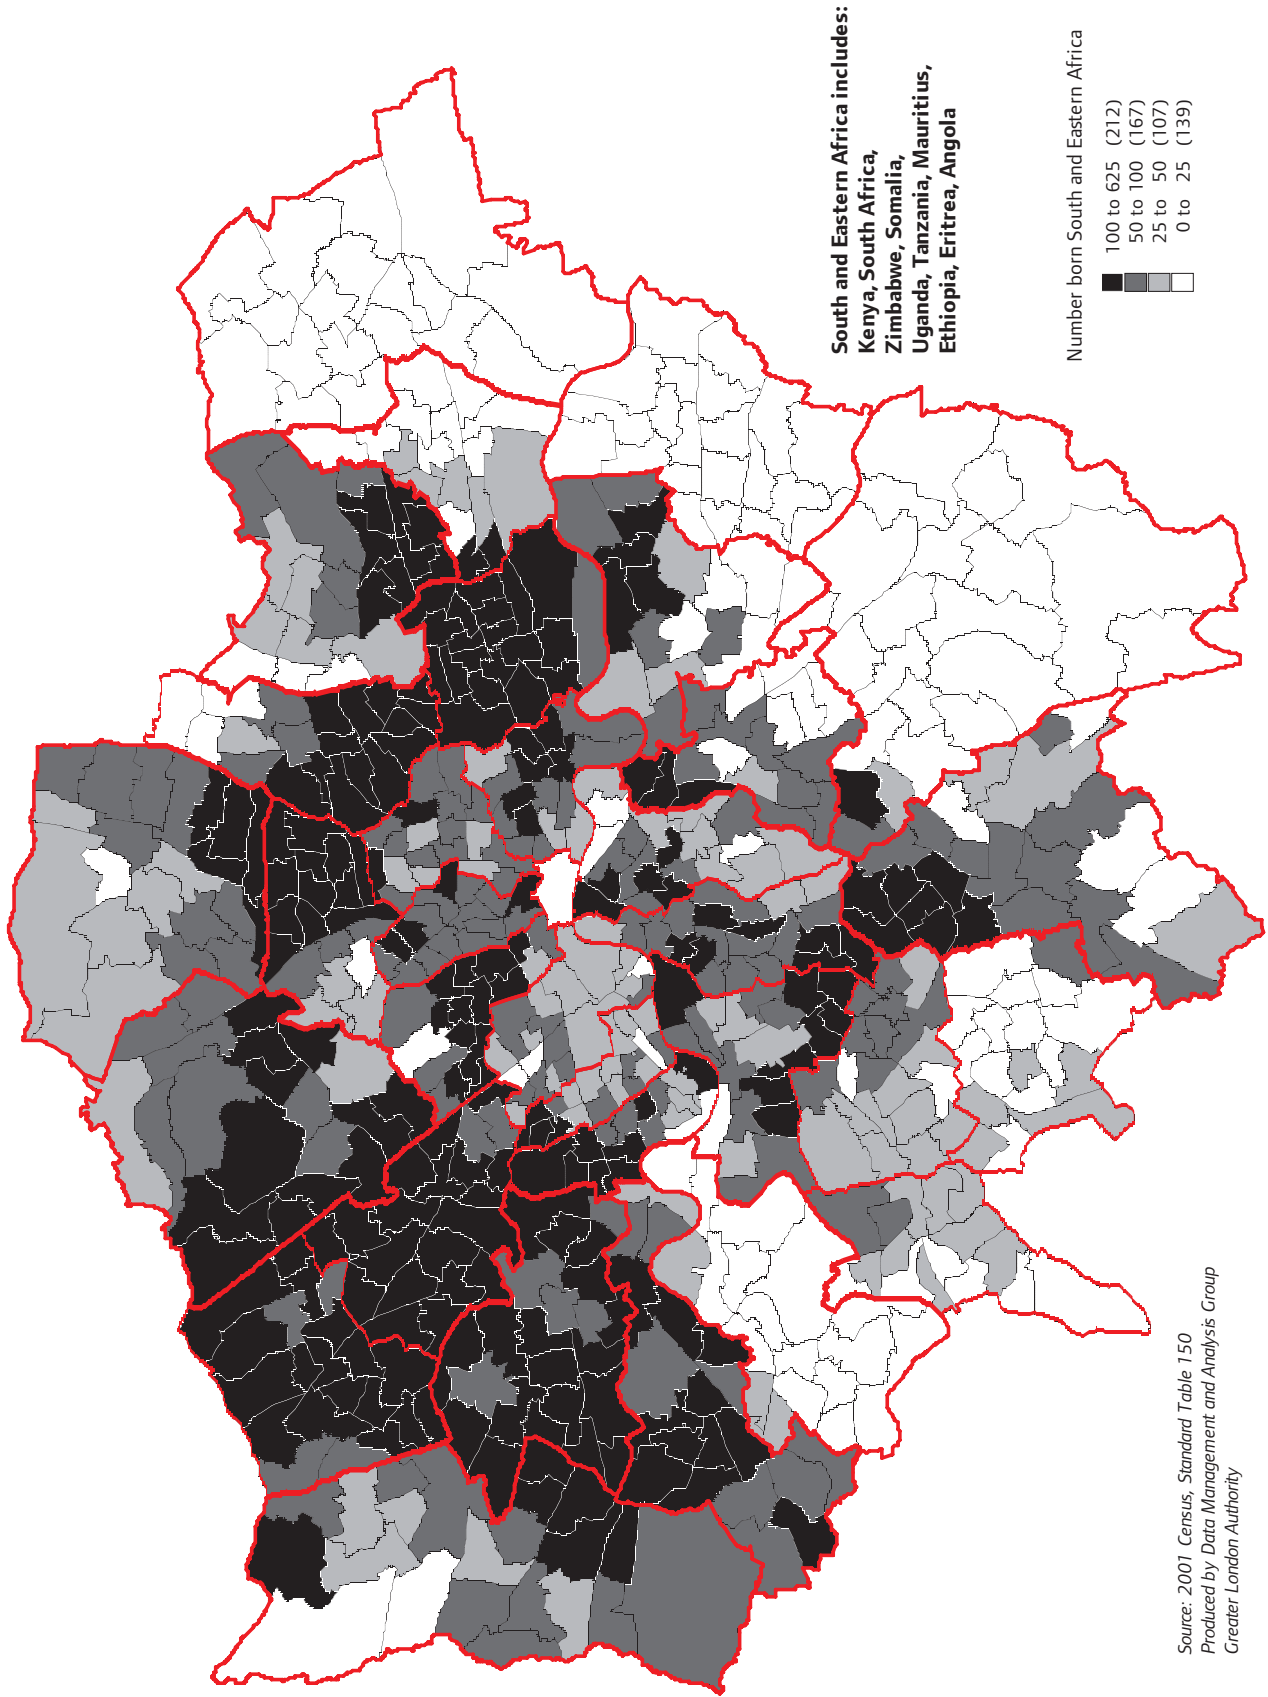 South and Eastern Africa includes:
Kenya, South Africa,
Zimbabwe, Somalia,
Uganda, Tanzania, Mauritius,
Ethiopia, Eritrea, Angola
Number born South and Eastern Africa
100 to 625 (212)
50 to 100 (167)
25 to 50 (107)
0 to 25 (139)
Source: 2001 Census, Standard Table 150
Produced by Data Management and Analysis Group
Greater London Authority